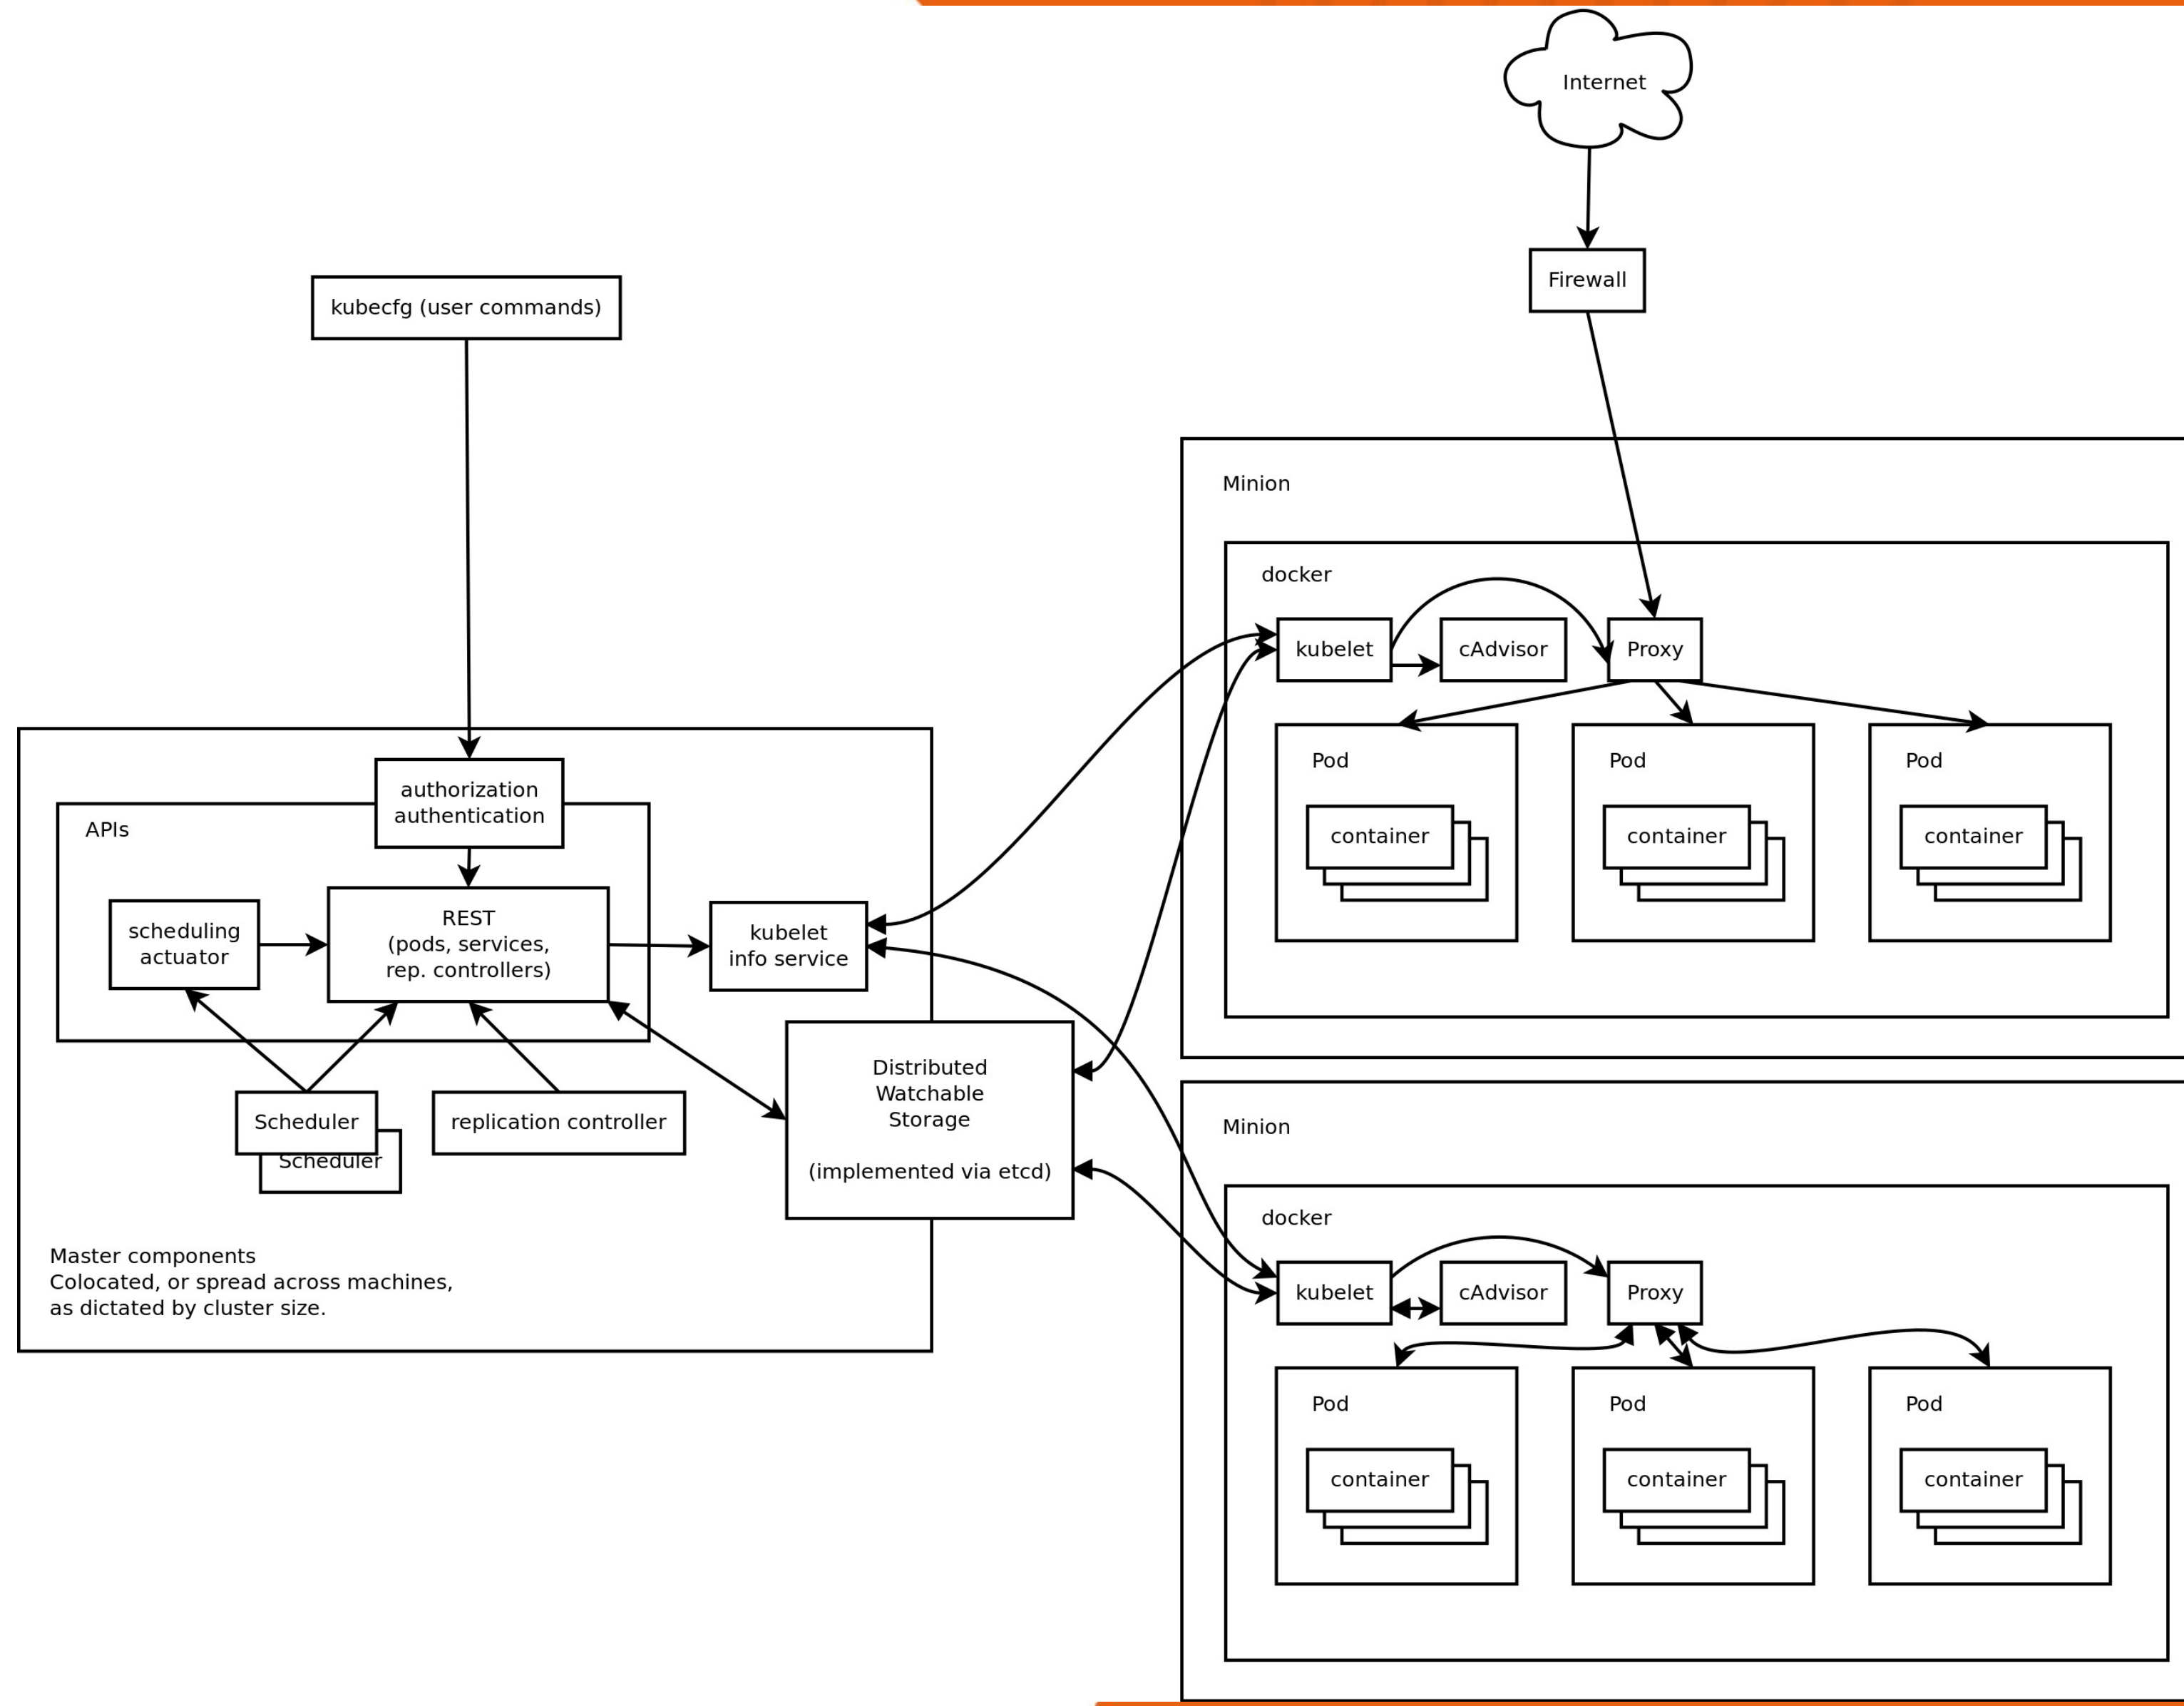 Internet
Firewall
kubecfg (user commands)
Minion
docker
kubelet
cAdvisor
Proxy
Pod
container
Pod
container
Pod
container
authorization
authentication
APIs
scheduling
actuator
REST
(pods, services,
rep. controllers)
kubelet
info service
Scheduler
Scheduler
replication controller
Distributed
Watchable
Storage
(implemented via etcd)
Master components
Colocated, or spread across machines,
as dictated by cluster size.
Minion
docker
kubelet
cAdvisor
Proxy
Pod
container
Pod
container
Pod
container